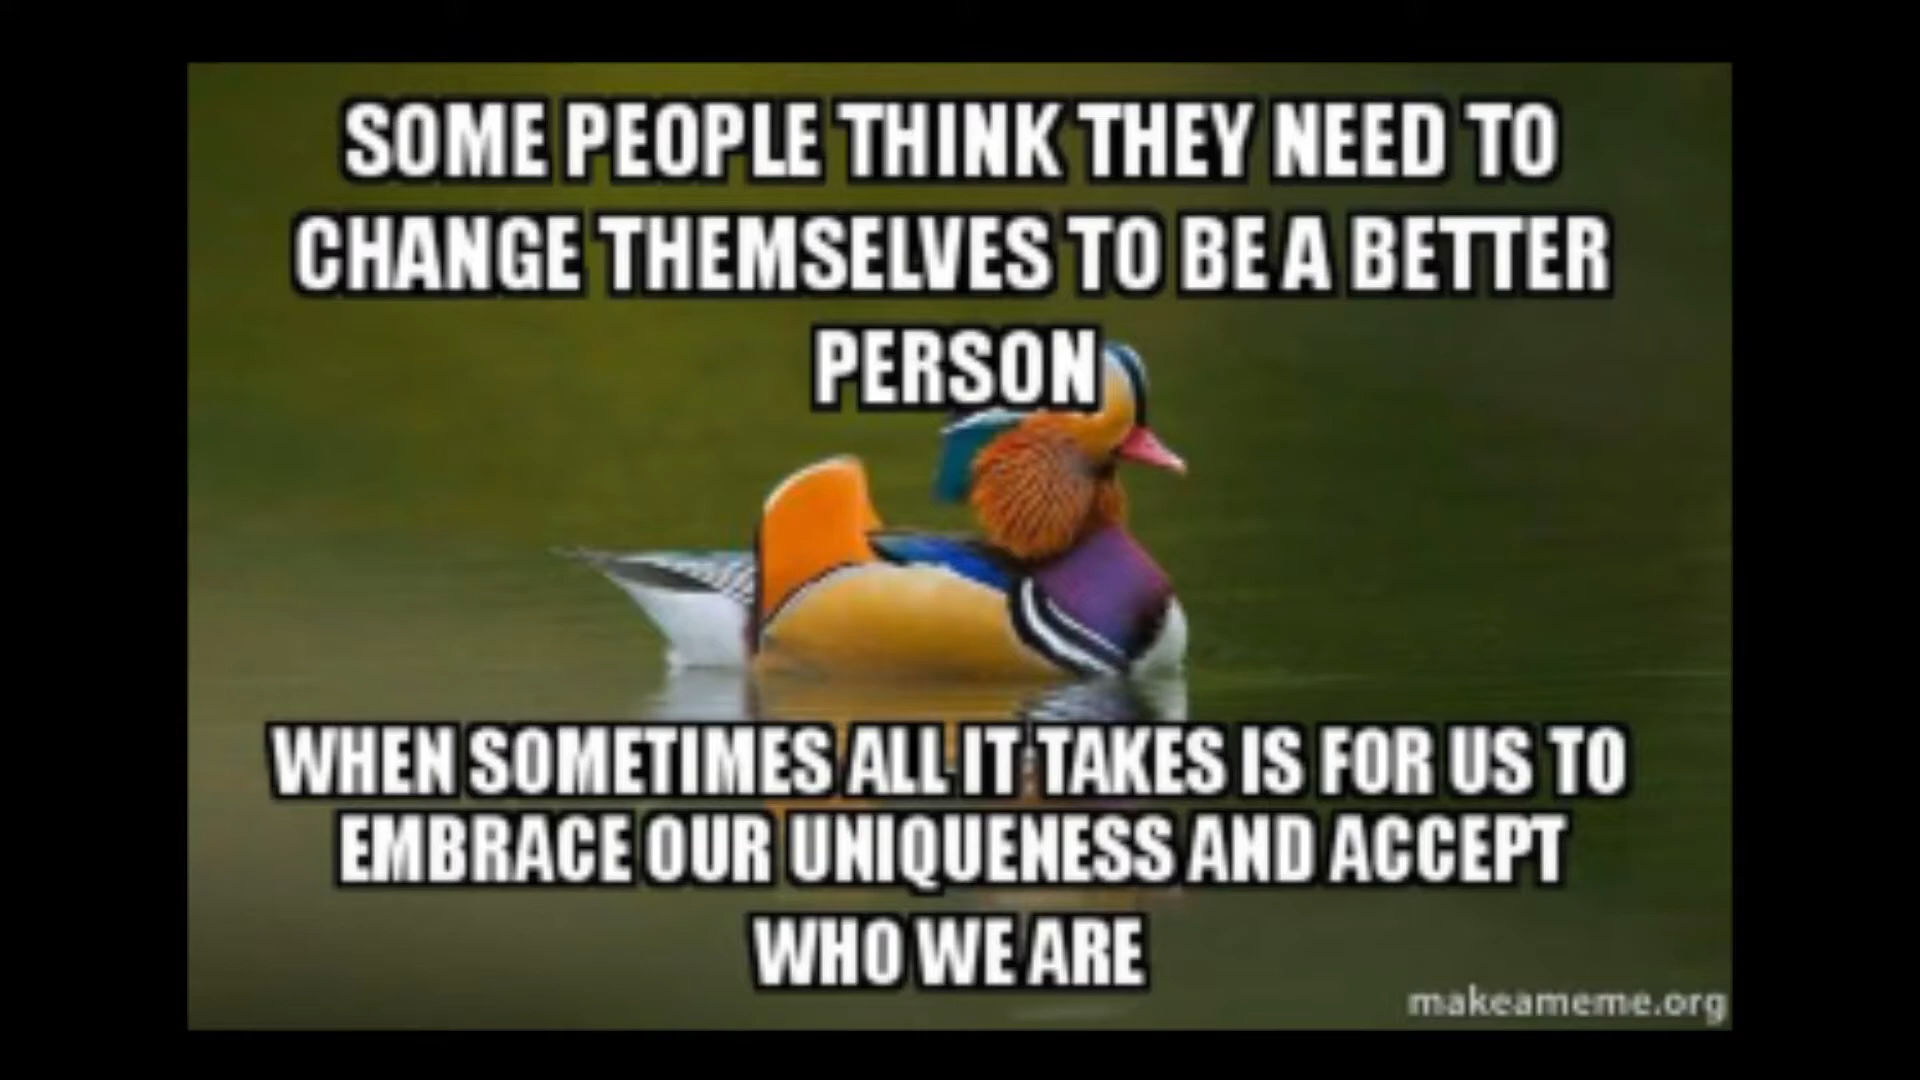 SOME PEOPLE THINK THEY NEED TO
CHANGE THEMSELVES TO BE A BETTER
PERSON
WHEN SOMETIMES ALL IT TAKES IS FOR US TO
EMBRACE OUR UNIQUENESS AND ACCEPT
WHO WE ARE
makeameme.org